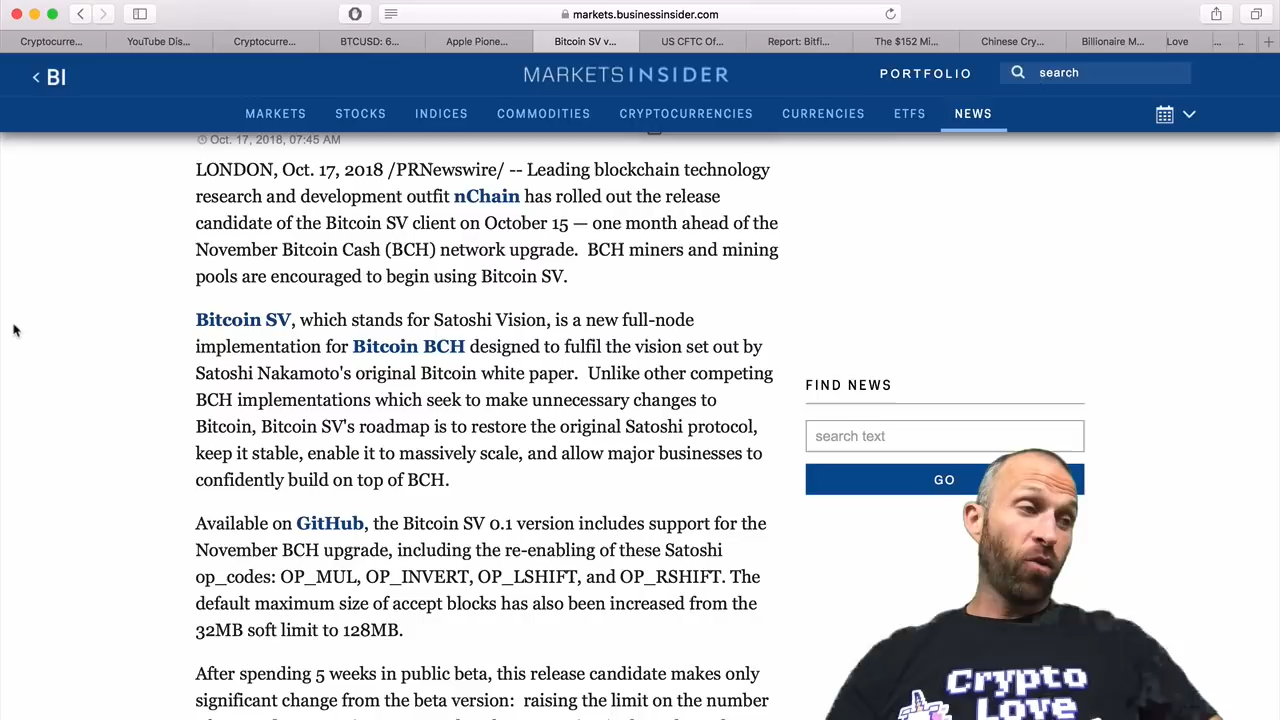 markets.businessinsider.com
Cryptocurre...
YouTube Dis...
Cryptocurre...
BTCUSD: 6...
Apple Pione...
Bitcoin SV v...
US CFTC Of...
Report: Bitfi...
The $152 Mi...
Chinese Cry...
Billionaire M...
Love
...
..
< BI
MARKETS INSIDER
PORTFOLIO
search
MARKETS
STOCKS
INDICES
COMMODITIES
CRYPTOCURRENCIES
CURRENCIES
ETFS
NEWS
Oct. 17, 2018, 07:45 AM
LONDON, Oct. 17, 2018 /PRNewswire/ -- Leading blockchain technology
research and development outfit nChain has rolled out the release
candidate of the Bitcoin SV client on October 15 — one month ahead of the
November Bitcoin Cash (BCH) network upgrade.  BCH miners and mining
pools are encouraged to begin using Bitcoin SV.
Bitcoin SV, which stands for Satoshi Vision, is a new full-node
implementation for Bitcoin BCH designed to fulfil the vision set out by
Satoshi Nakamoto's original Bitcoin white paper.  Unlike other competing
BCH implementations which seek to make unnecessary changes to
Bitcoin, Bitcoin SV's roadmap is to restore the original Satoshi protocol,
keep it stable, enable it to massively scale, and allow major businesses to
confidently build on top of BCH.
Available on GitHub, the Bitcoin SV 0.1 version includes support for the
November BCH upgrade, including the re-enabling of these Satoshi
op_codes: OP_MUL, OP_INVERT, OP_LSHIFT, and OP_RSHIFT. The
default maximum size of accept blocks has also been increased from the
32MB soft limit to 128MB.
After spending 5 weeks in public beta, this release candidate makes only
significant change from the beta version:  raising the limit on the number
FIND NEWS
search text
GO
Crypto
Love